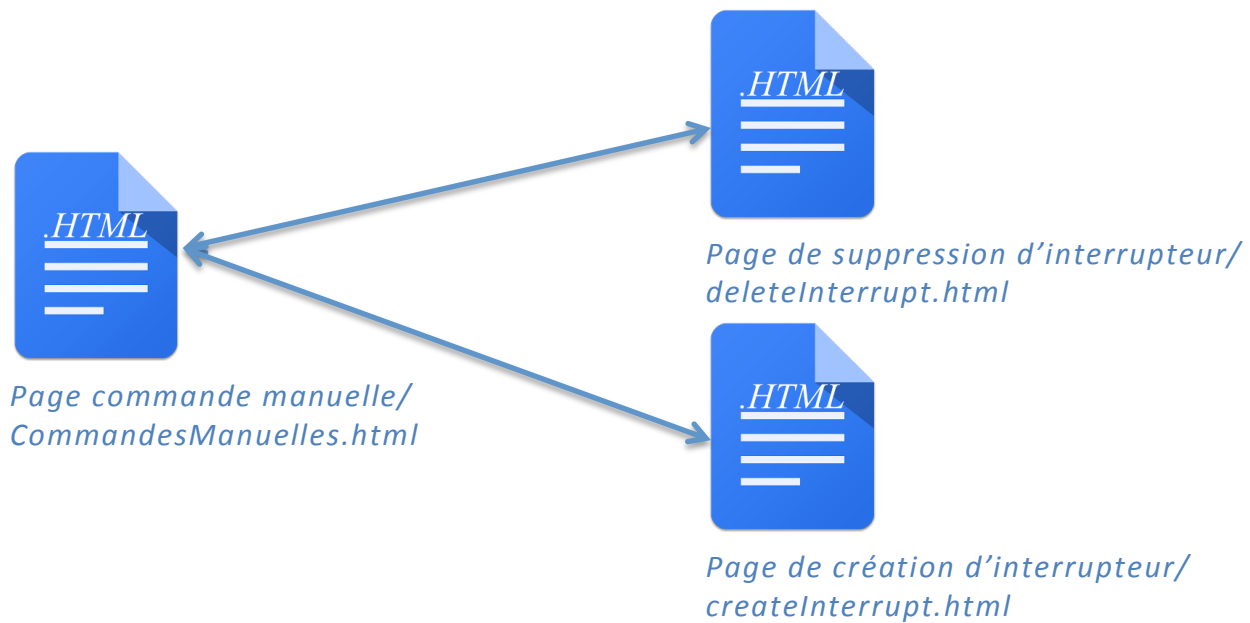 .HTML
Page de suppression d’interrupteur/
deleteInterrupt.html
.HTML
Page commande manuelle/
CommandesManuelles.html
.HTML
Page de création d’interrupteur/
createInterrupt.html